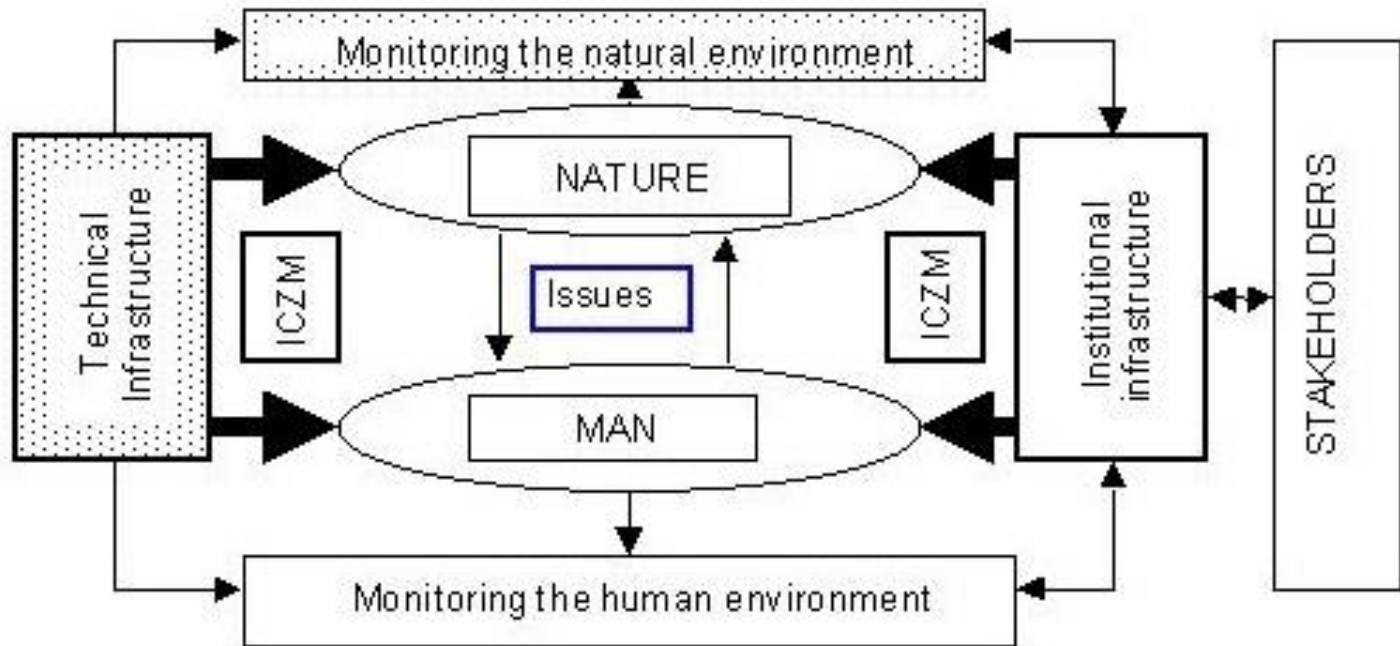 Monitoring the natural environment
NATURE
Technical
Infrastructure
ICZM
Issues
ICZM
Institutional
infrastructure
STAKEHOLDERS
MAN
Monitoring the human environment